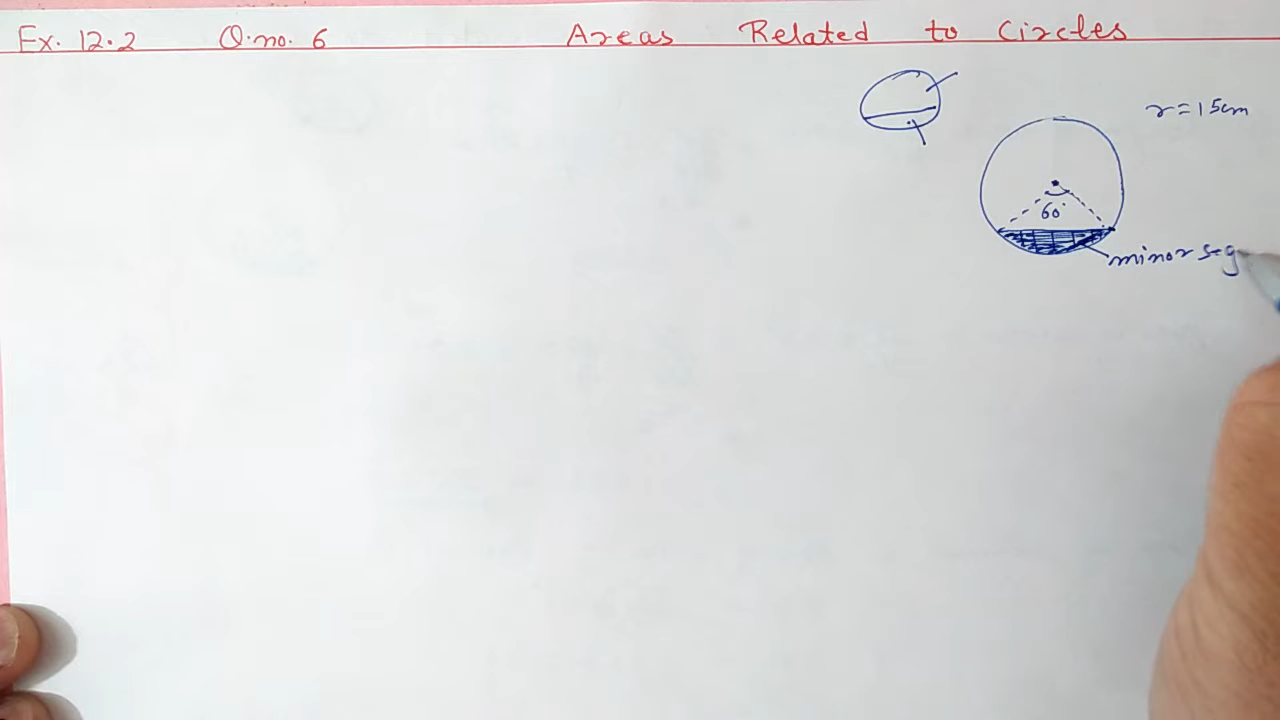 Ex. 12.2 Q.no. 6 Areas Related to Circles
r=15cm
60°
minor seg